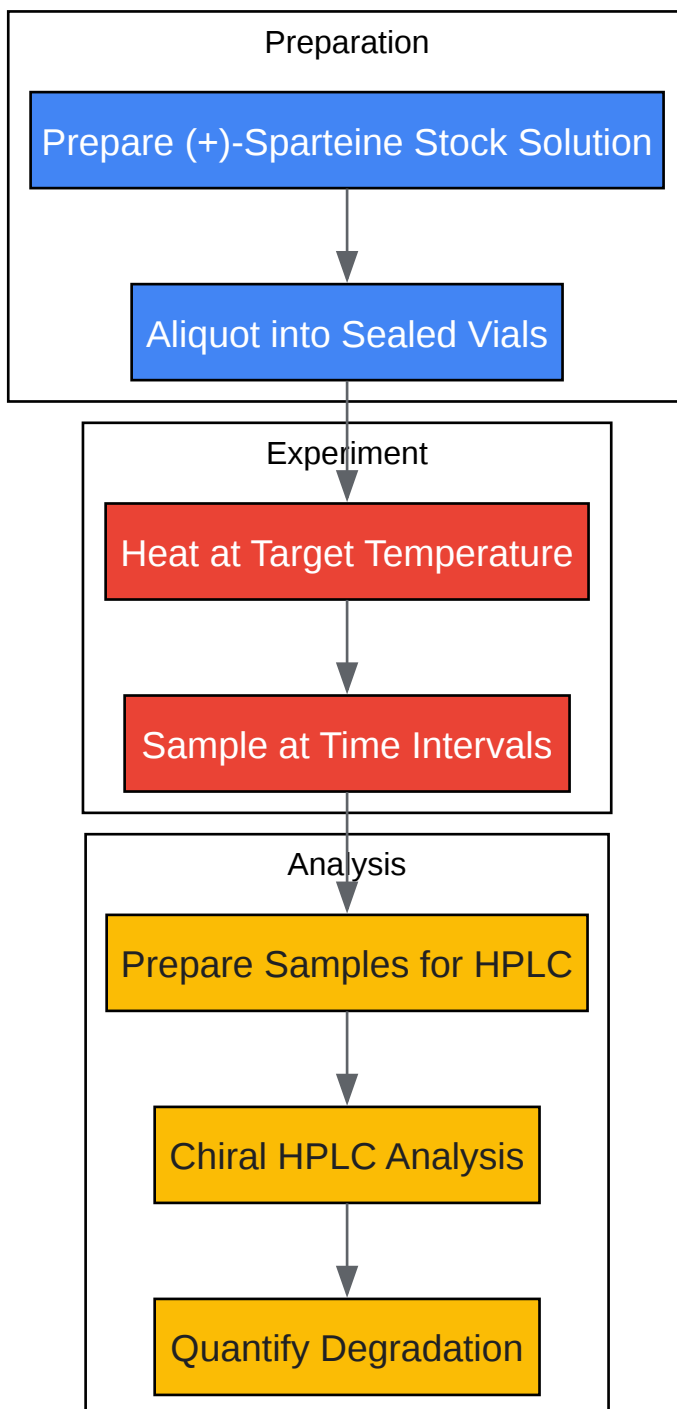 Preparation
Prepare (+)-Sparteine Stock Solution
Aliquot into Sealed Vials
Experiment
Heat at Target Temperature
Sample at Time Intervals
Analysis
Prepare Samples for HPLC
Chiral HPLC Analysis
Quantify Degradation